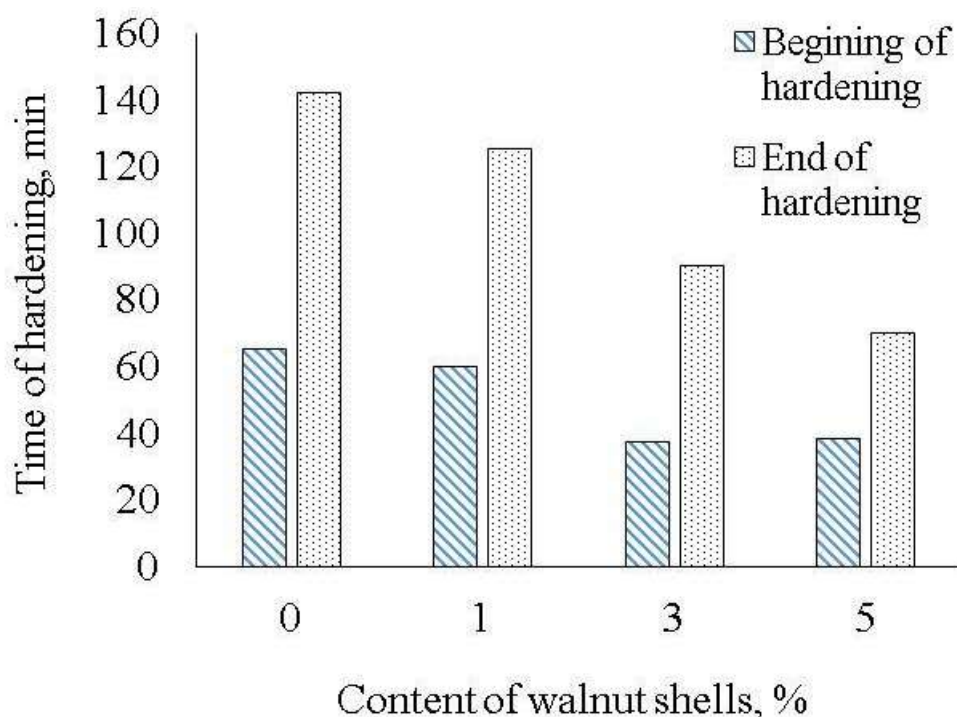 160
140
120
100
80
60
40
20
0
Time of hardening, min
Begining of
hardening
End of
hardening
0 1 3 5
Content of walnut shells, %